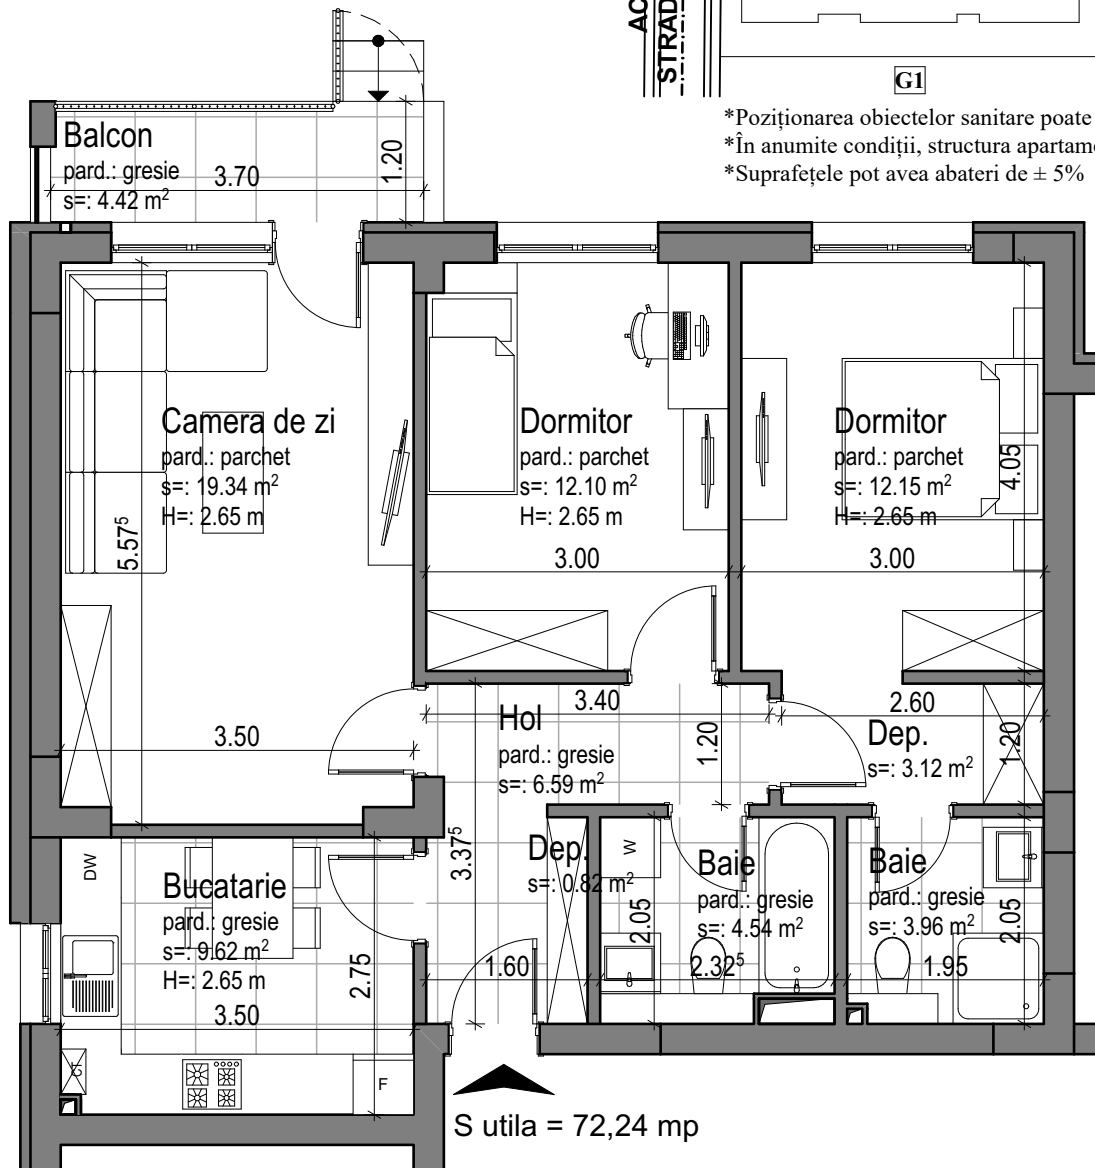 AC
STRAD
G1
*Poziționarea obiectelor sanitare poate
*În anumite condiții, structura apartam
*Suprafețele pot avea abateri de ± 5%
Balcon
pard.: gresie
s=: 4.42 m²
3.70
1.20
Camera de zi
pard.: parchet
s=: 19.34 m²
H=: 2.65 m
5.57⁵
3.50
Dormitor
pard.: parchet
s=: 12.10 m²
H=: 2.65 m
3.00
Dormitor
pard.: parchet
s=: 12.15 m²
H=: 2.65 m
4.05
3.00
3.40
Hol
pard.: gresie
s=: 6.59 m²
1.20
3.37⁵
2.60
Dep.
s=: 3.12 m²
1.20
DW
Bucatarie
pard.: gresie
s=: 9.62 m²
H=: 2.65 m
2.75
3.50
CT
F
Dep.
s=: 0.82 m²
1.60
W
Baie
pard.: gresie
s=: 4.54 m²
2.05
2.32⁵
Baie
pard.: gresie
s=: 3.96 m²
2.05
1.95
S utila = 72,24 mp